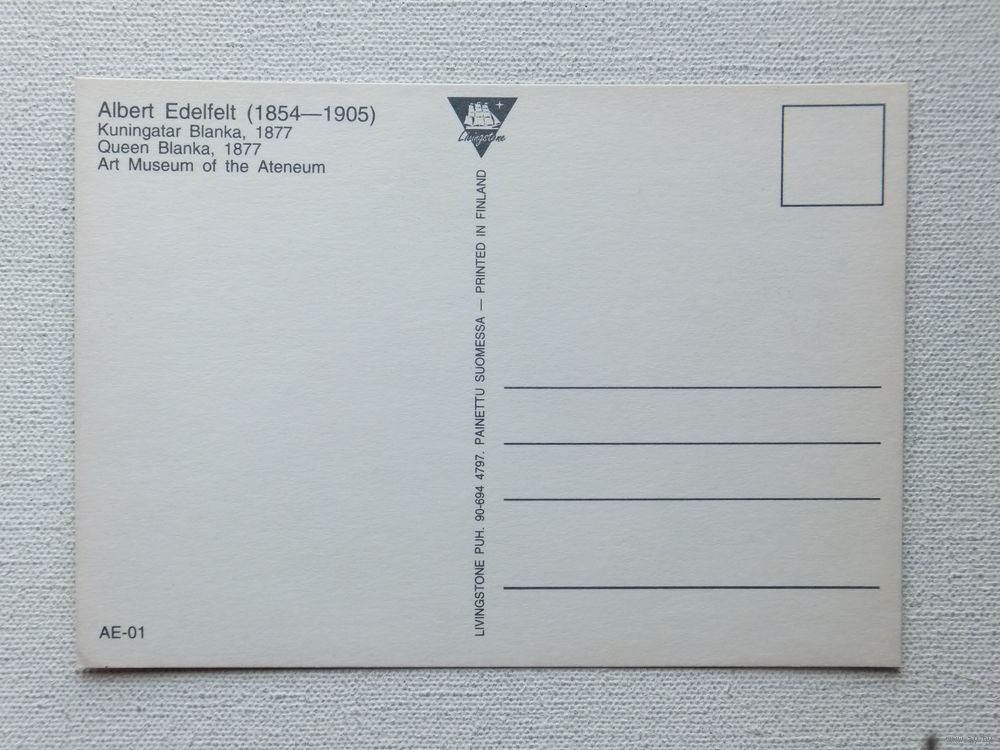 Albert Edelfelt (1854—1905)
Kuningatar Blanka, 1877
Queen Blanka, 1877
Art Museum of the Ateneum
Livingstone
LIVINGSTONE PUH. 90-694 4797. PAINETTU SUOMESSA — PRINTED IN FINLAND
AE-01